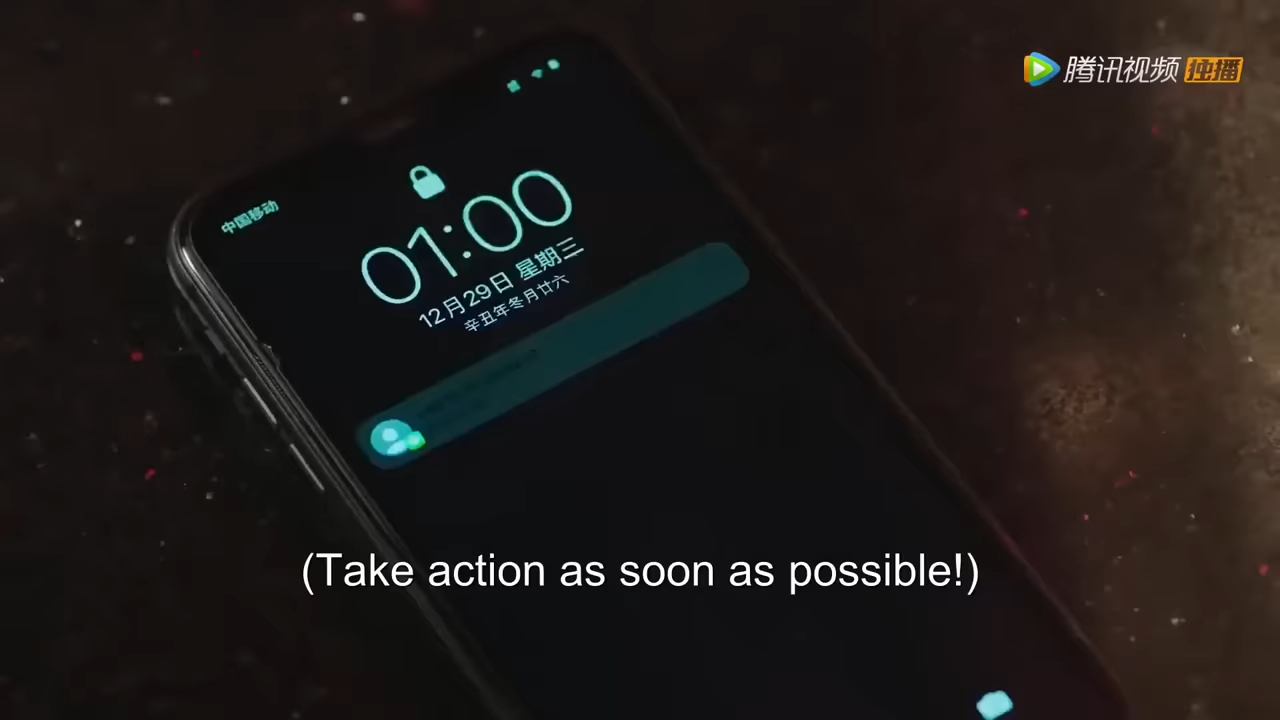 腾讯视频 独播
中国移动
01:00
12月29日 星期三
辛丑年冬月廿六
(Take action as soon as possible!)